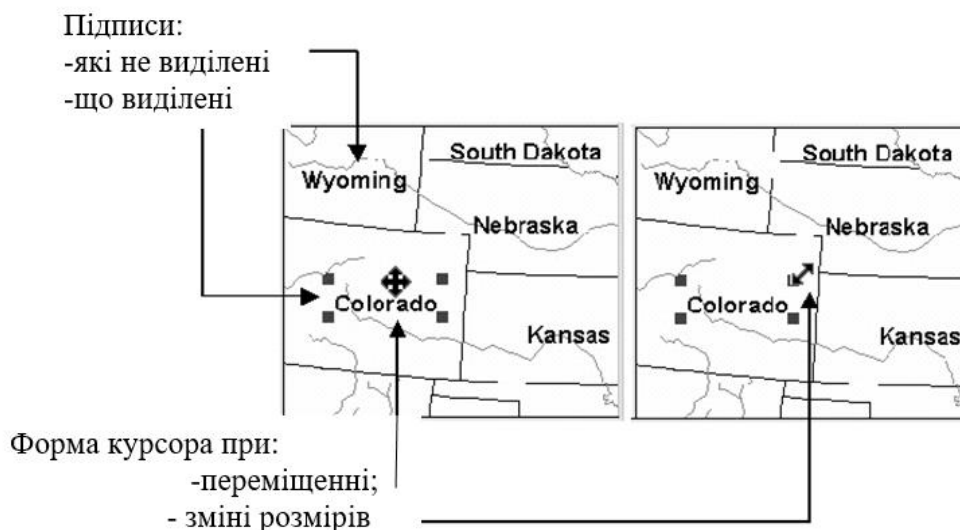 Підписи:
-які не виділені
-що виділені
South Dakota
Wyoming
Nebraska
Colorado
Kansas
South Dakota
Wyoming
Nebraska
Colorado
Kansas
Форма курсора при:
-переміщенні;
- зміні розмірів